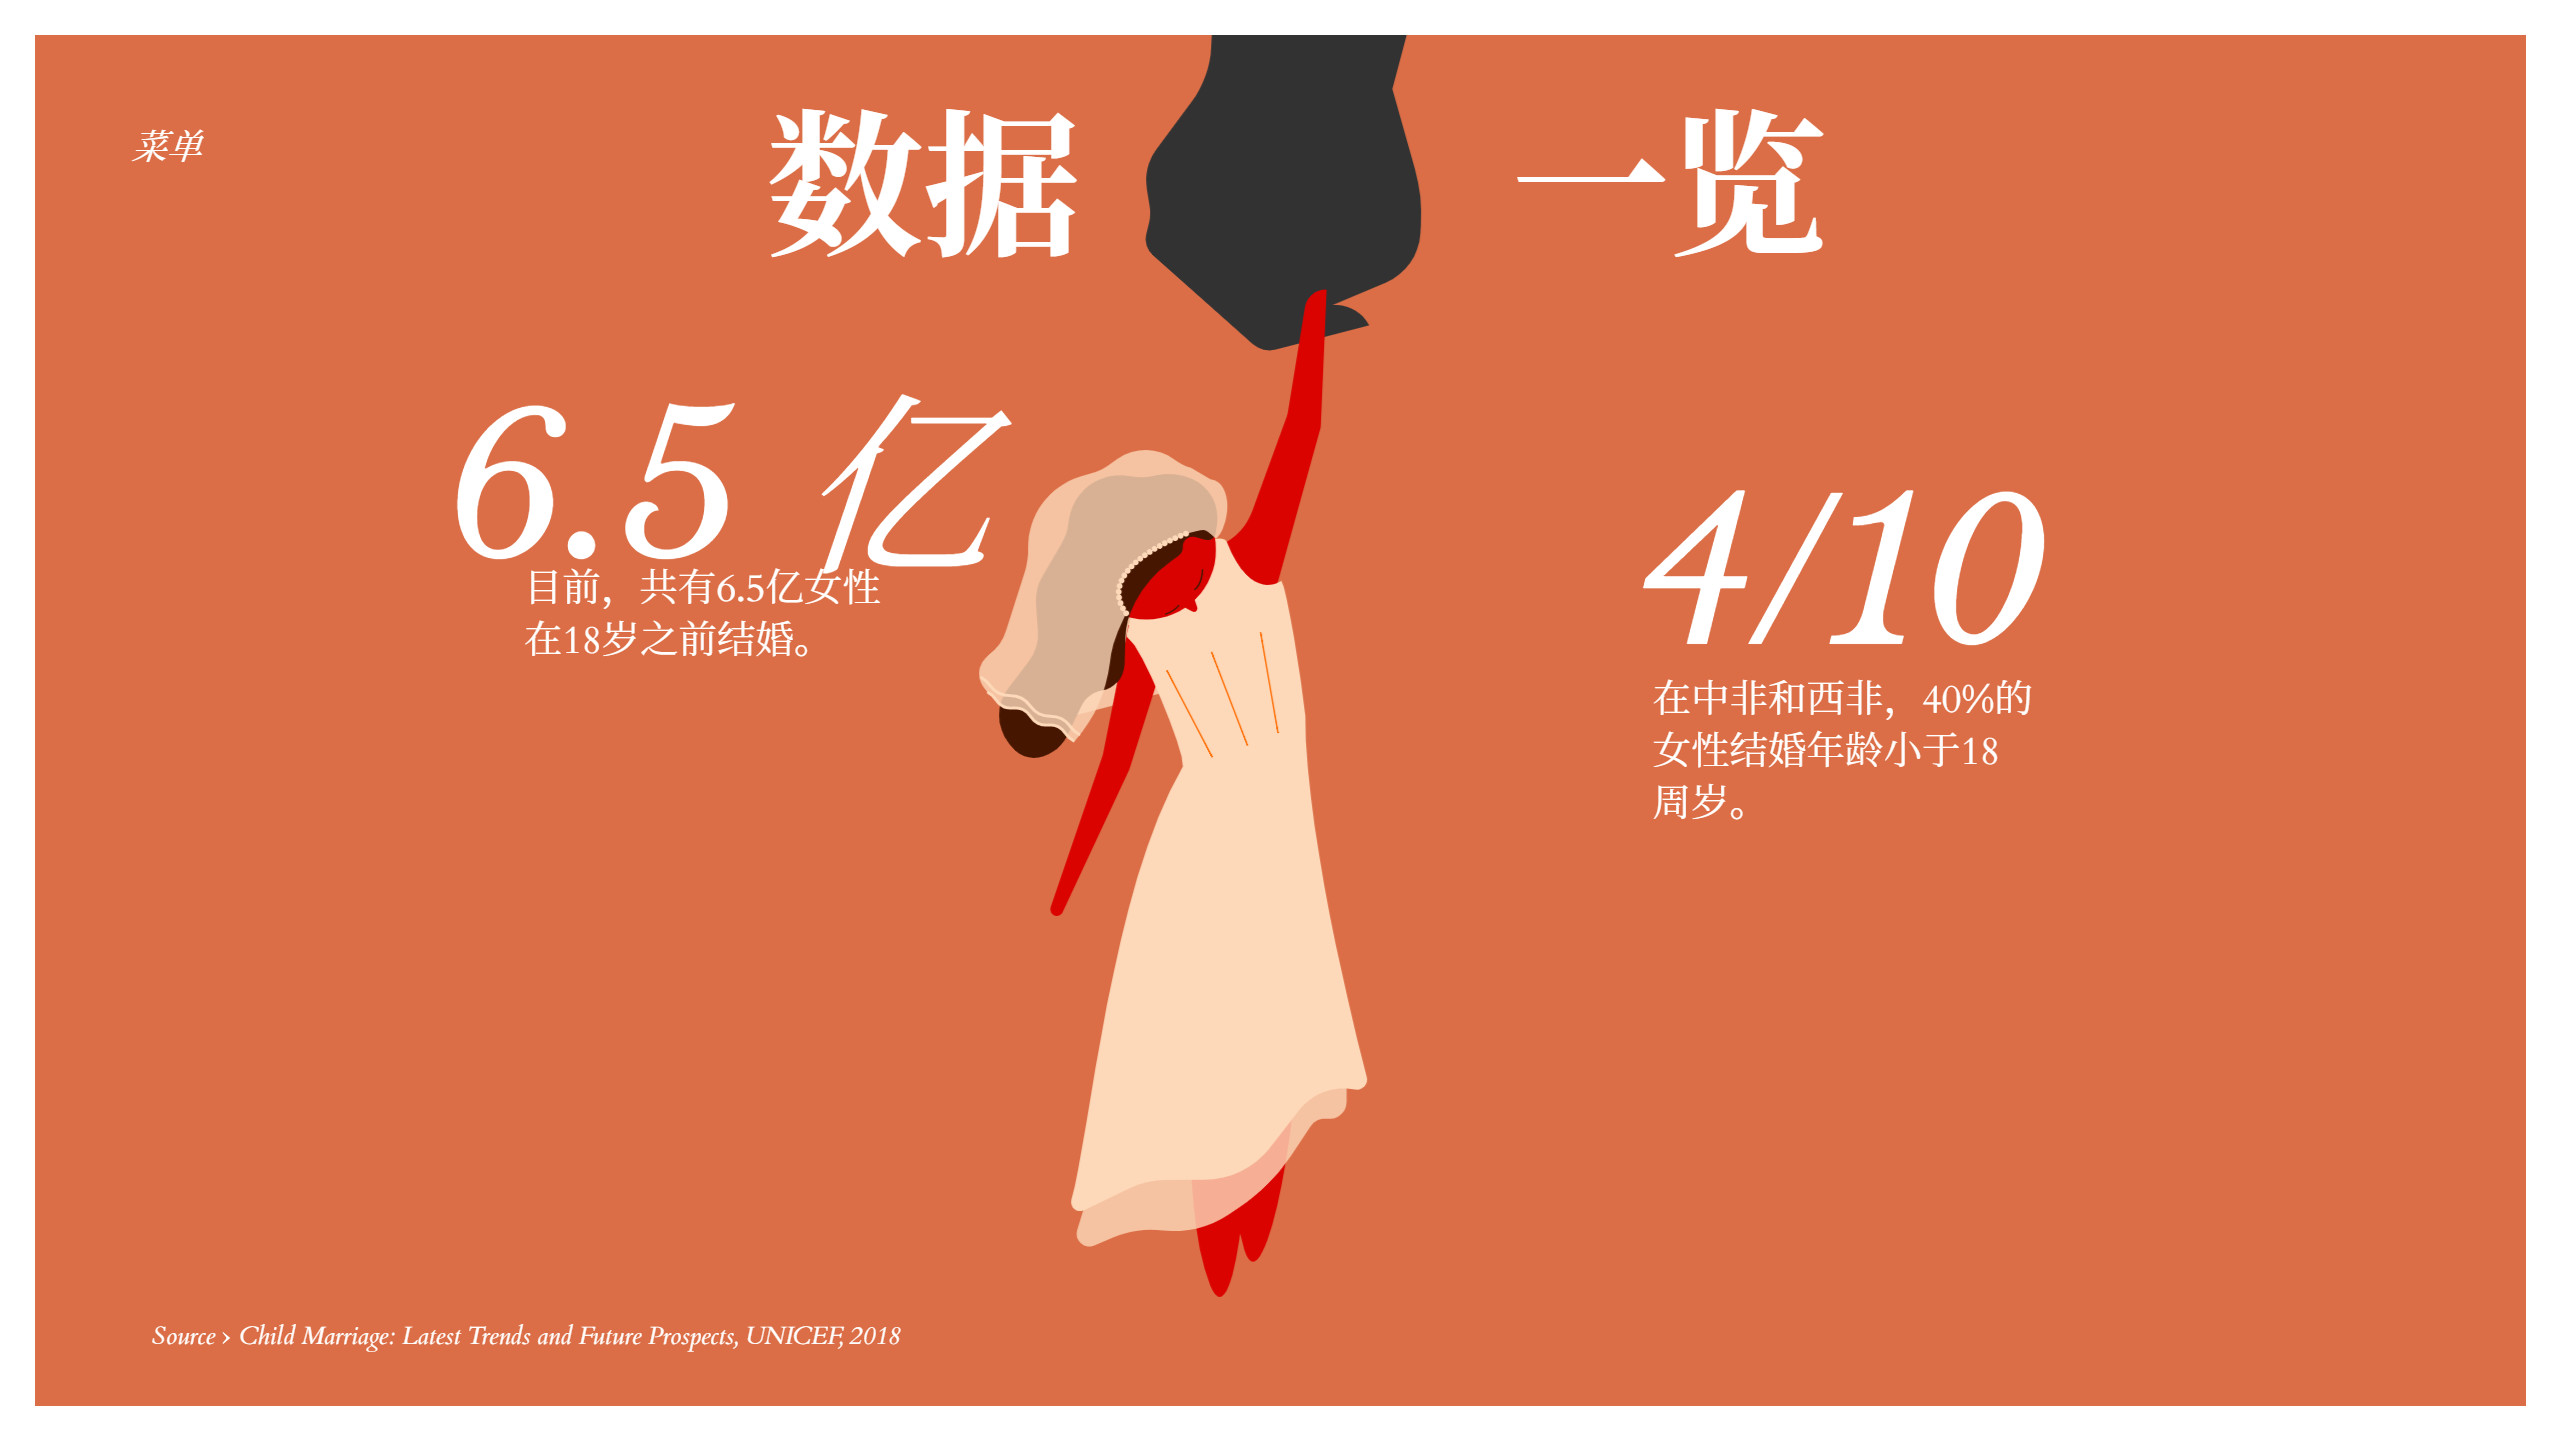 菜单
数据一览
6.5 亿
目前，共有6.5亿女性
在18岁之前结婚。
4/10
在中非和西非，40%的
女性结婚年龄小于18
周岁。
Source › Child Marriage: Latest Trends and Future Prospects, UNICEF, 2018